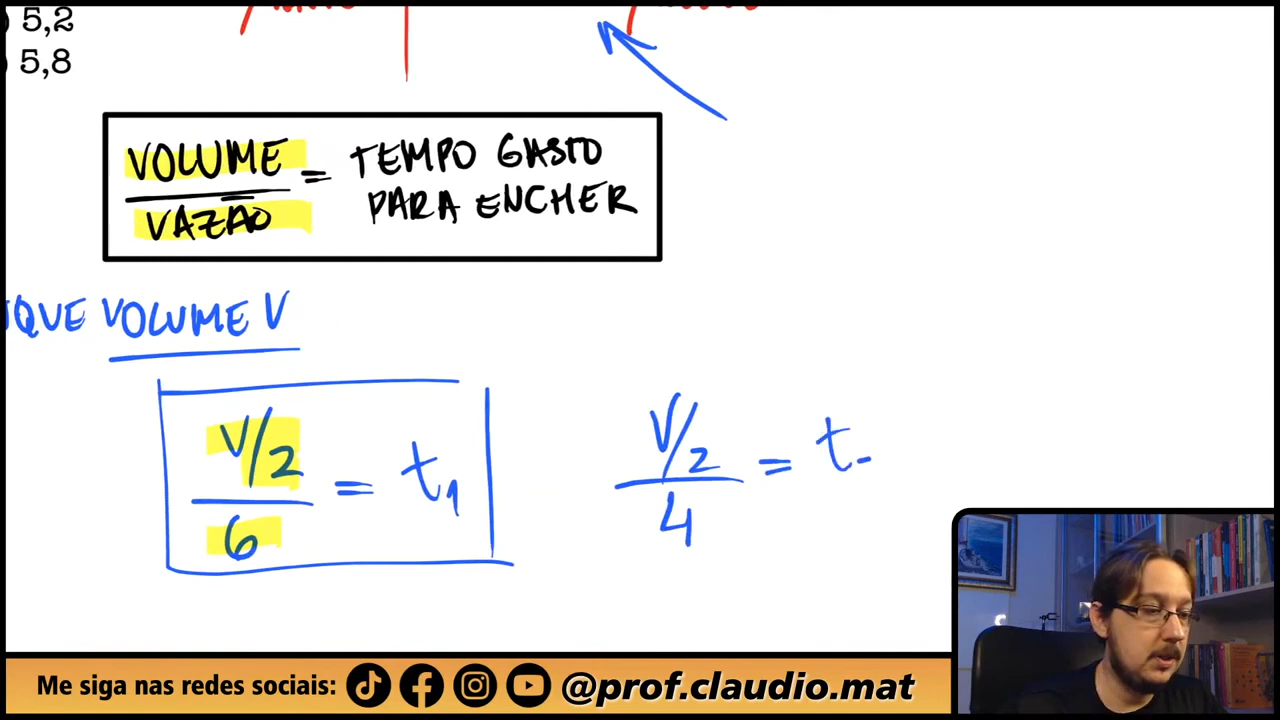 5,2
5,8
VOLUME
VAZÃO
= TEMPO GASTO
PARA ENCHER
VOLUME V
V/2
6
= t1
V/2
4
= t
Me siga nas redes sociais: @prof.claudio.mat